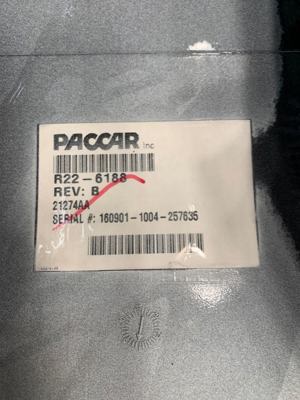 PACCAR Inc
R22-6188
REV: B
21274AA
SERIAL #: 160901-1004-257635